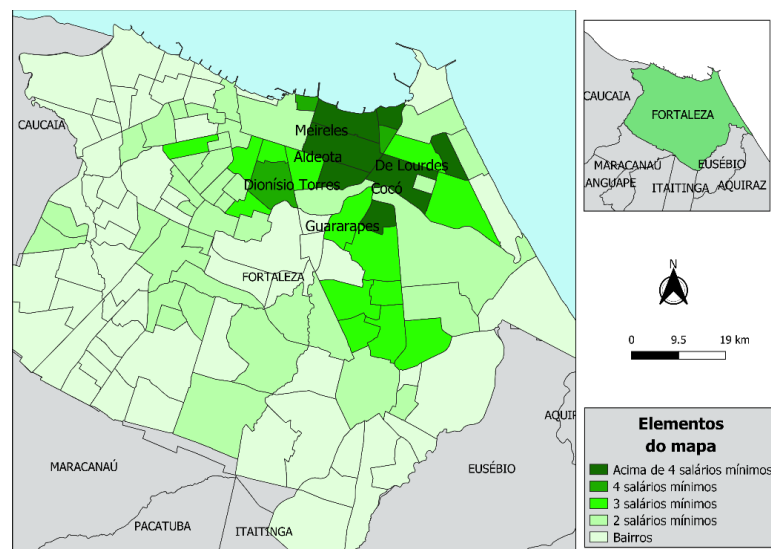 CAUCAIA
Meireles
Aldeota
De Lourdes
Dionísio Torres
Cocó
Guararapes
FORTALEZA
MARACANAÚ
PACATUBA
ITAITINGA
EUSÉBIO
AQUIR
CAUCAIA
FORTALEZA
MARACANAÚ
EUSÉBIO
ANGUAPE
ITAITINGA
AQUIRAZ
N
0 9.5 19 km
Elementos
do mapa
Acima de 4 salários mínimos
4 salários mínimos
3 salários mínimos
2 salários mínimos
Bairros